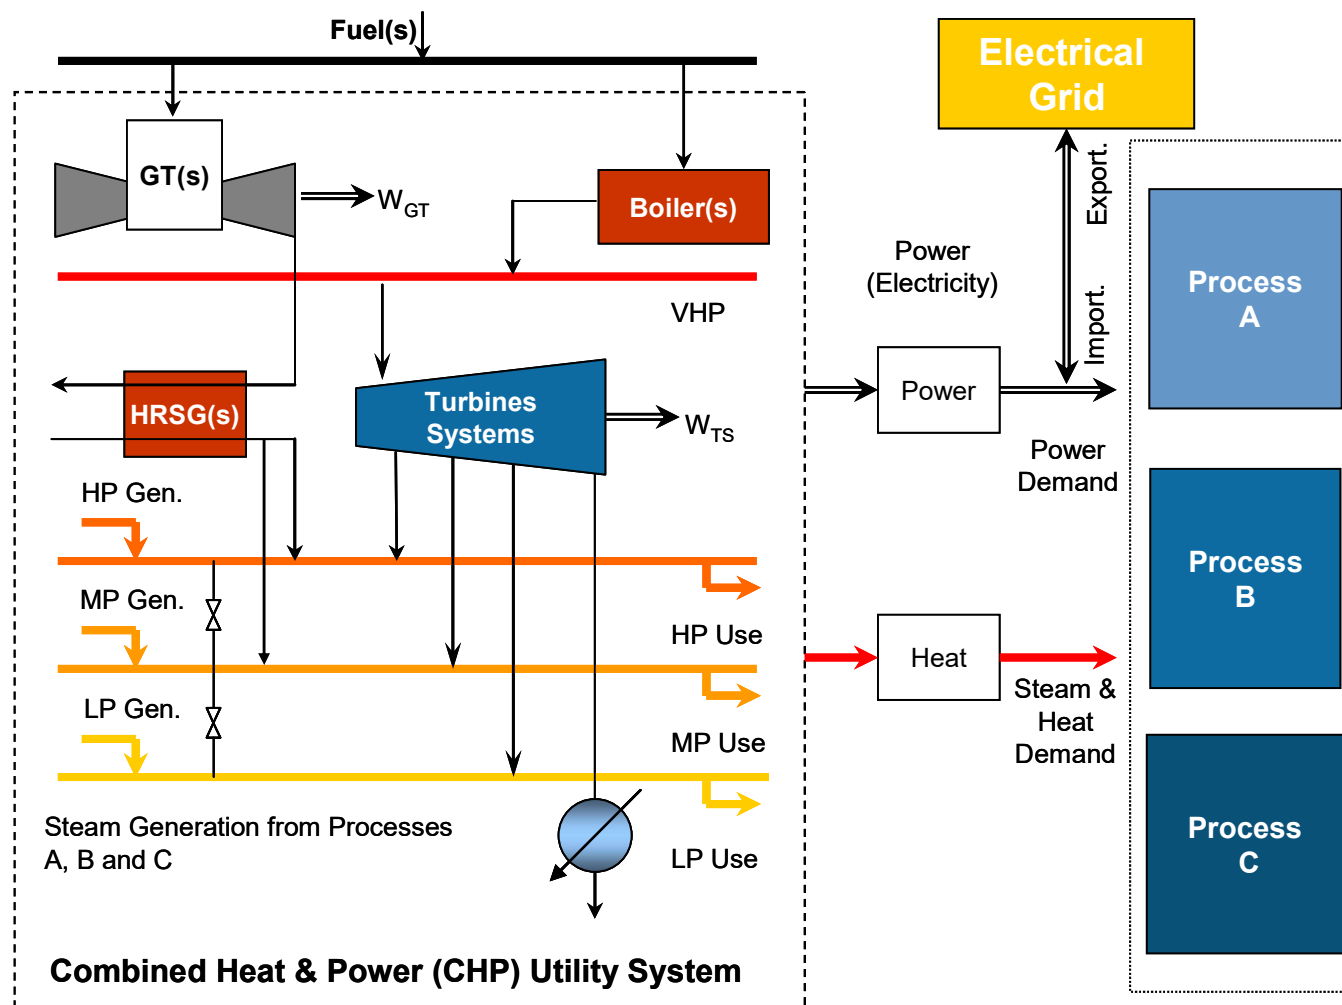 Fuel(s)
Electrical
Grid
GT(s)
W_GT
Boiler(s)
Export.
Import.
Power
(Electricity)
Process
A
VHP
HRSG(s)
Turbines
Systems
W_TS
Power
Power
Demand
HP Gen.
Process
B
MP Gen.
HP Use
Heat
LP Gen.
Steam &
Heat
Demand
MP Use
Steam Generation from Processes
A, B and C
LP Use
Process
C
Combined Heat & Power (CHP) Utility System